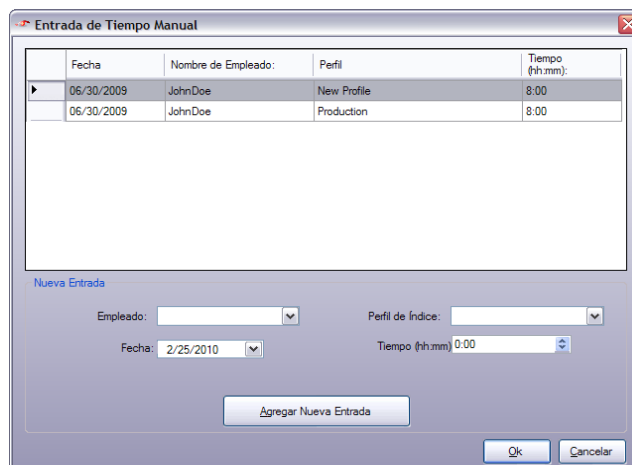 Entrada de Tiempo Manual
Fecha Nombre de Empleado: Perfil Tiempo (hh:mm):
06/30/2009 JohnDoe New Profile 8:00
06/30/2009 JohnDoe Production 8:00
Nueva Entrada
Empleado: Perfil de Índice:
Fecha: 2/25/2010 Tiempo (hh:mm) 0:00
Agregar Nueva Entrada
Ok Cancelar